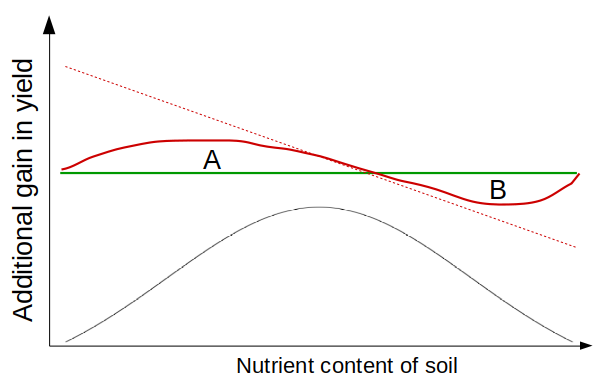 Additional gain in yield
A
B
Nutrient content of soil